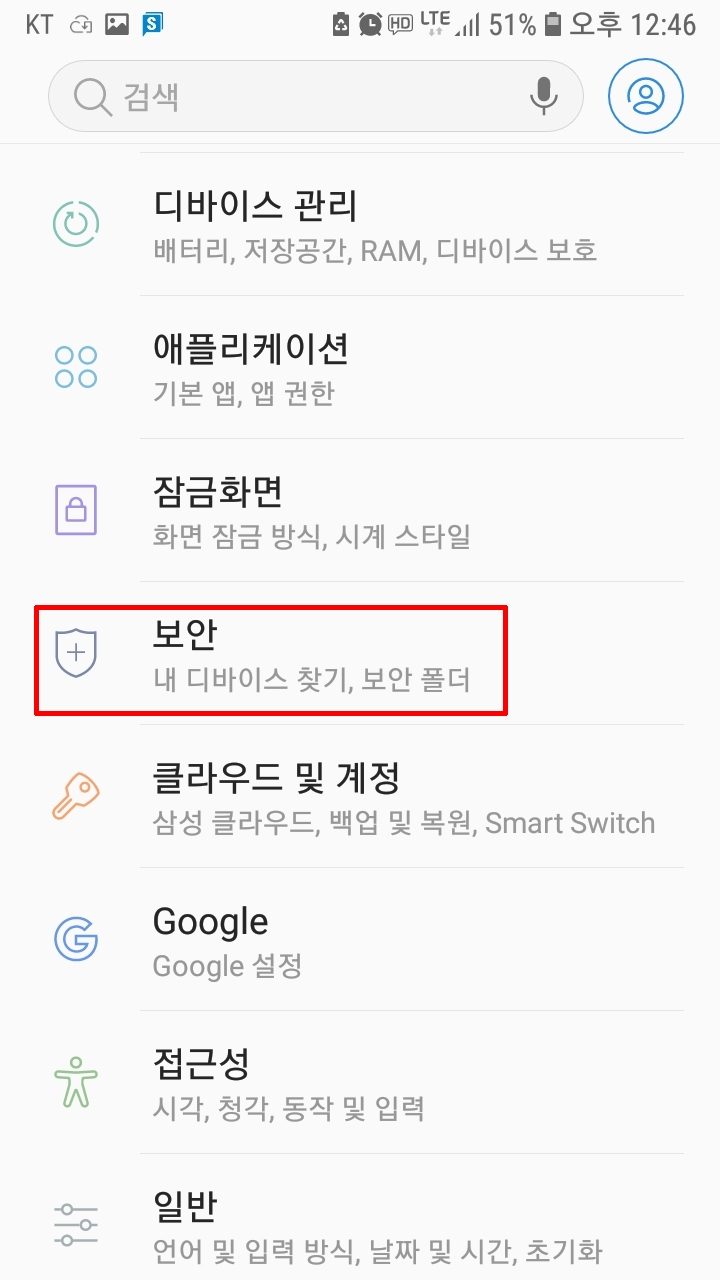 KT HD LTE 51% 오후 12:46
검색
디바이스 관리
배터리, 저장공간, RAM, 디바이스 보호
애플리케이션
기본 앱, 앱 권한
잠금화면
화면 잠금 방식, 시계 스타일
보안
내 디바이스 찾기, 보안 폴더
클라우드 및 계정
삼성 클라우드, 백업 및 복원, Smart Switch
Google
Google 설정
접근성
시각, 청각, 동작 및 입력
일반
언어 및 입력 방식, 날짜 및 시간, 초기화